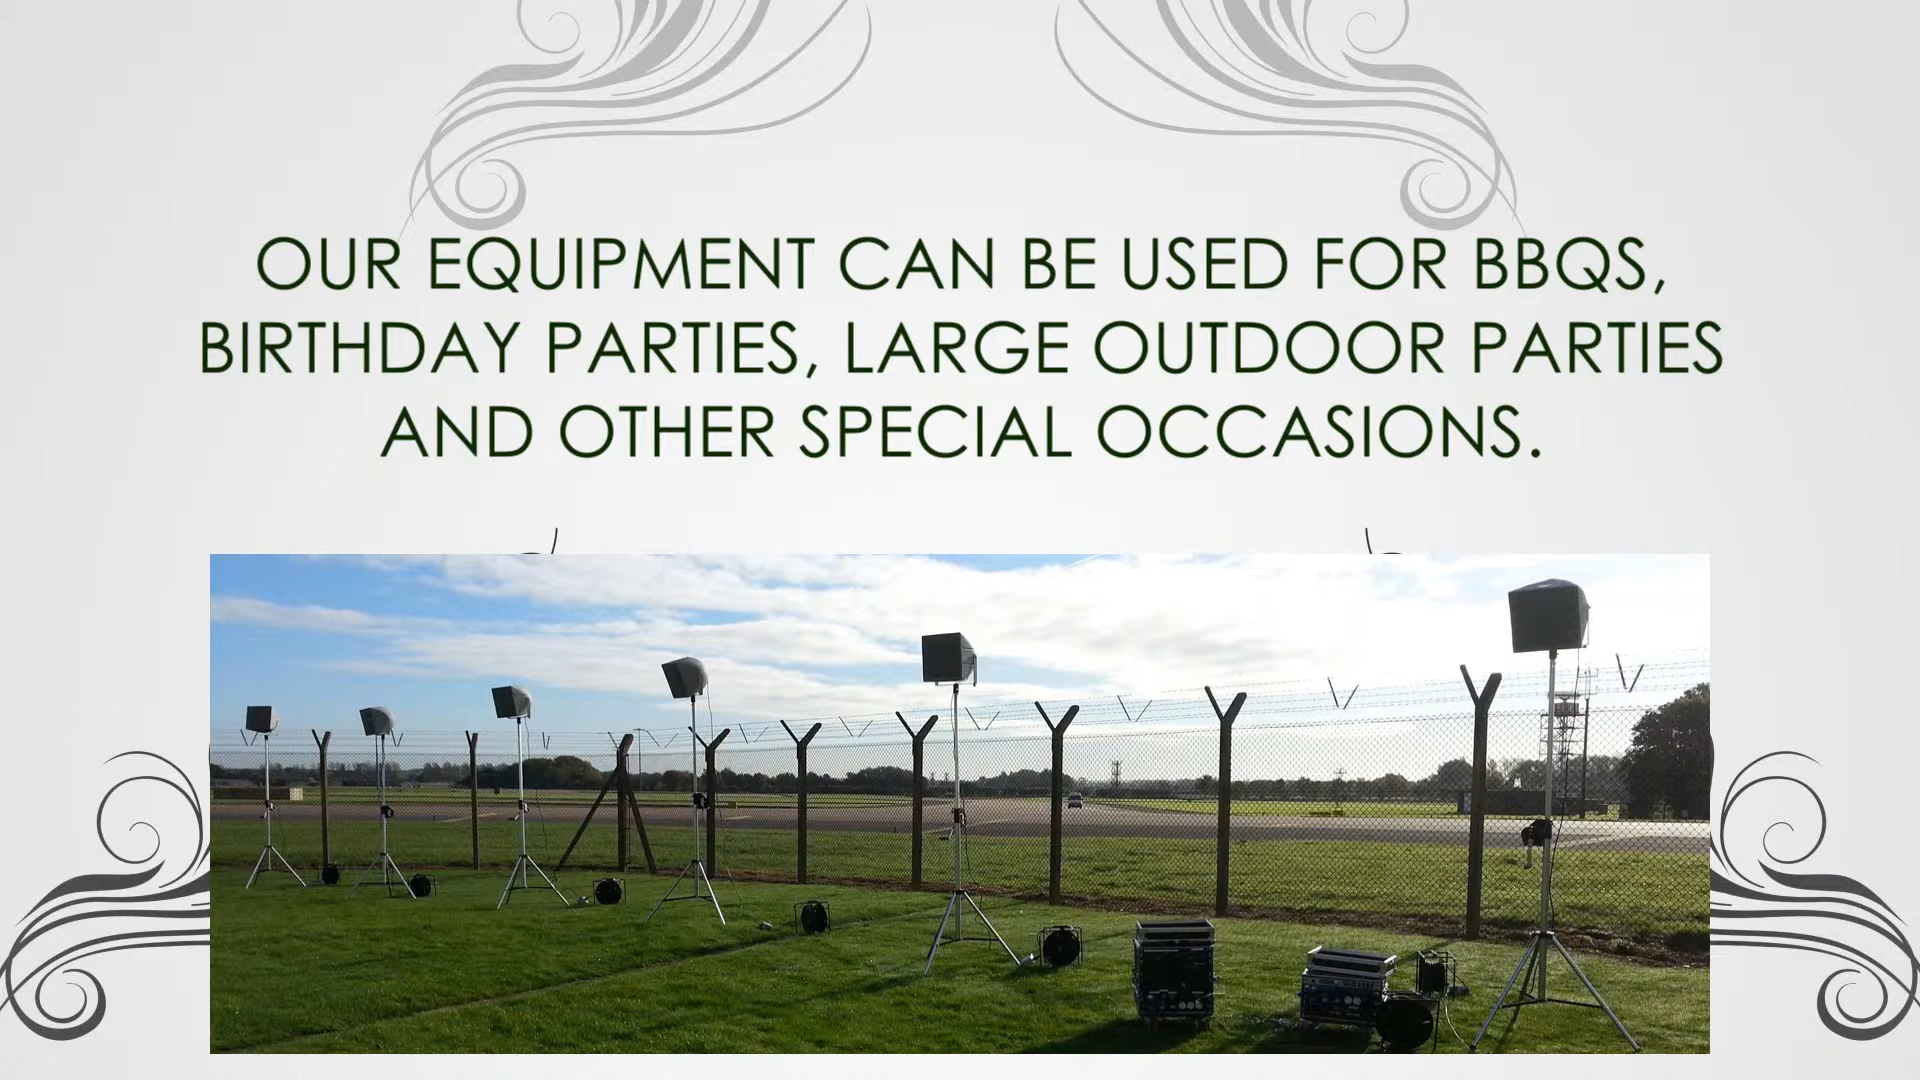 OUR EQUIPMENT CAN BE USED FOR BBQS,
BIRTHDAY PARTIES, LARGE OUTDOOR PARTIES
AND OTHER SPECIAL OCCASIONS.